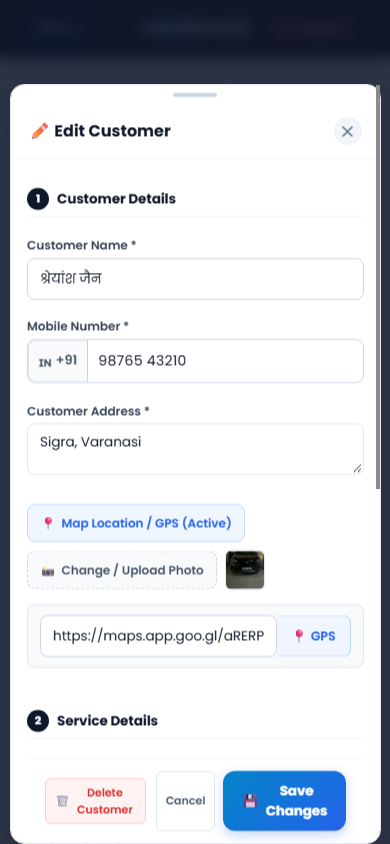 Edit Customer
1 Customer Details
Customer Name *
श्रेयांश जैन
Mobile Number *
IN +91 98765 43210
Customer Address *
Sigra, Varanasi
Map Location / GPS (Active)
Change / Upload Photo
https://maps.app.goo.gl/aRERP GPS
2 Service Details
Delete
Customer
Cancel
Save
Changes